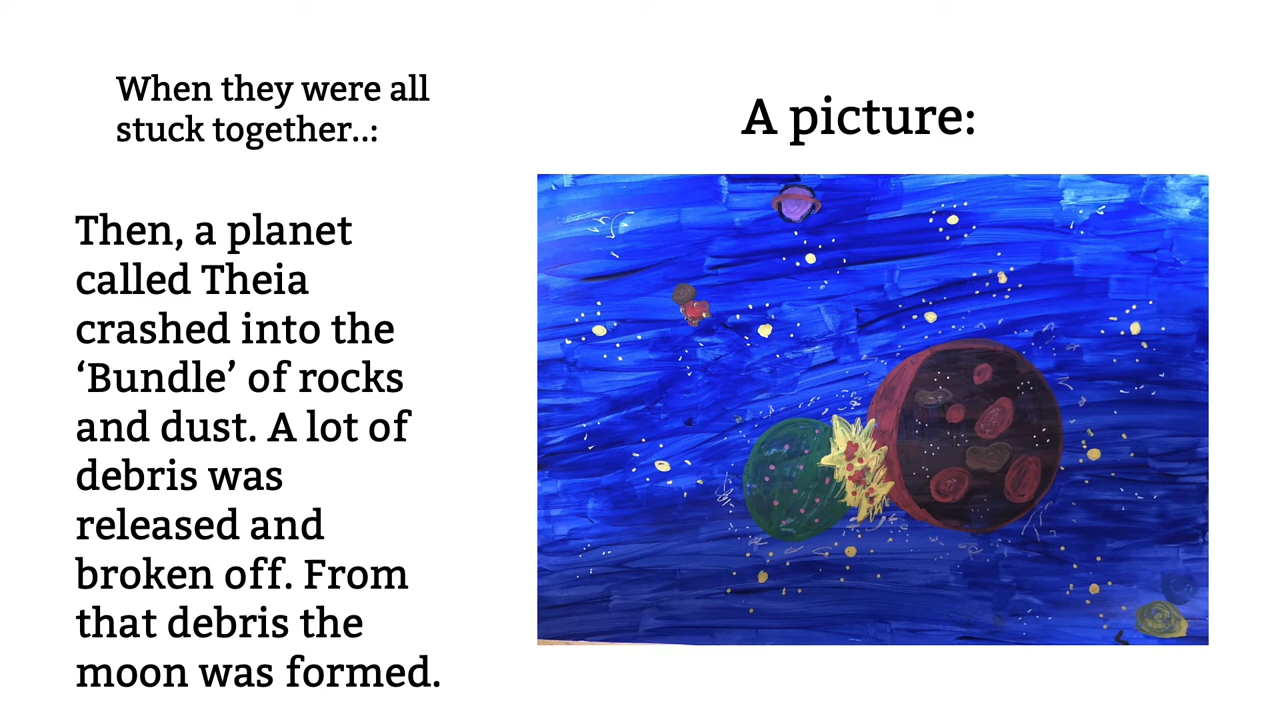 When they were all
stuck together..:
A picture:
Then, a planet
called Theia
crashed into the
‘Bundle’ of rocks
and dust. A lot of
debris was
released and
broken off. From
that debris the
moon was formed.